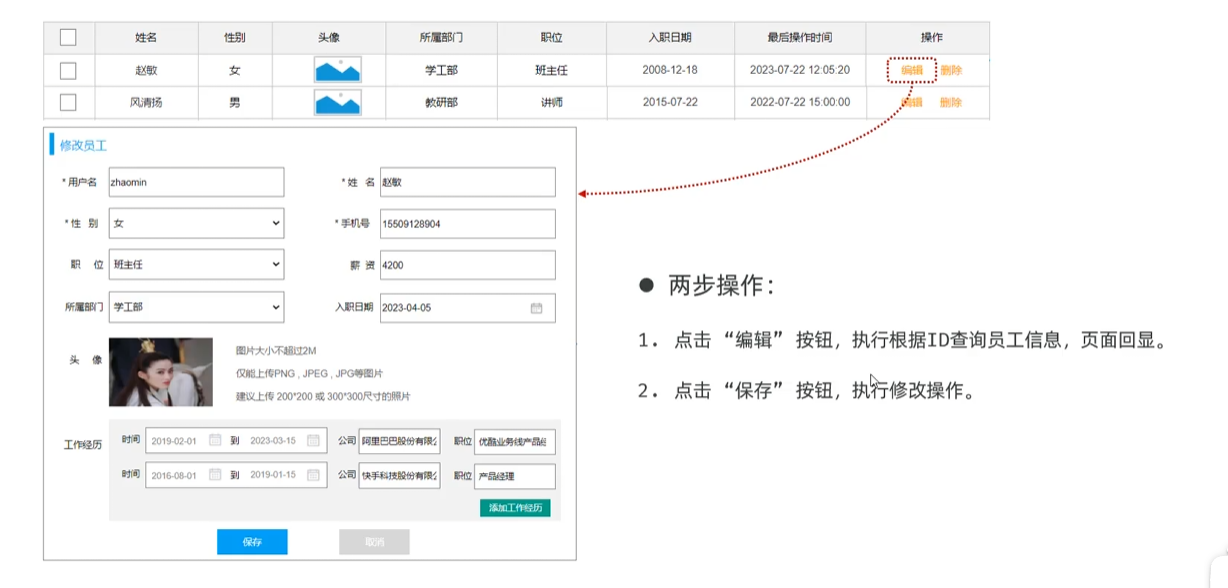 姓名 性别 头像 所属部门 职位 入职日期 最后操作时间 操作
赵敏 女 学工部 班主任 2008-12-18 2023-07-22 12:05:20 编辑 删除
风清扬 男 教研部 讲师 2015-07-22 2022-07-22 15:00:00 编辑 删除
修改员工
* 用户名 zhaomin * 姓 名 赵敏
* 性 别 女 * 手机号 15509128904
职 位 班主任 薪 资 4200
所属部门 学工部 入职日期 2023-04-05
头 像
图片大小不超过2M
仅能上传PNG , JPEG , JPG等图片
建议上传 200*200 或 300*300尺寸的照片
工作经历
时间 2019-02-01 到 2023-03-15 公司 阿里巴巴股份有限 职位 优酷业务线产品
时间 2016-08-01 到 2019-01-15 公司 快手科技股份有限 职位 产品经理
添加工作经历
保存 取消
● 两步操作：
1. 点击“编辑”按钮，执行根据ID查询员工信息，页面回显。
2. 点击“保存”按钮，执行修改操作。